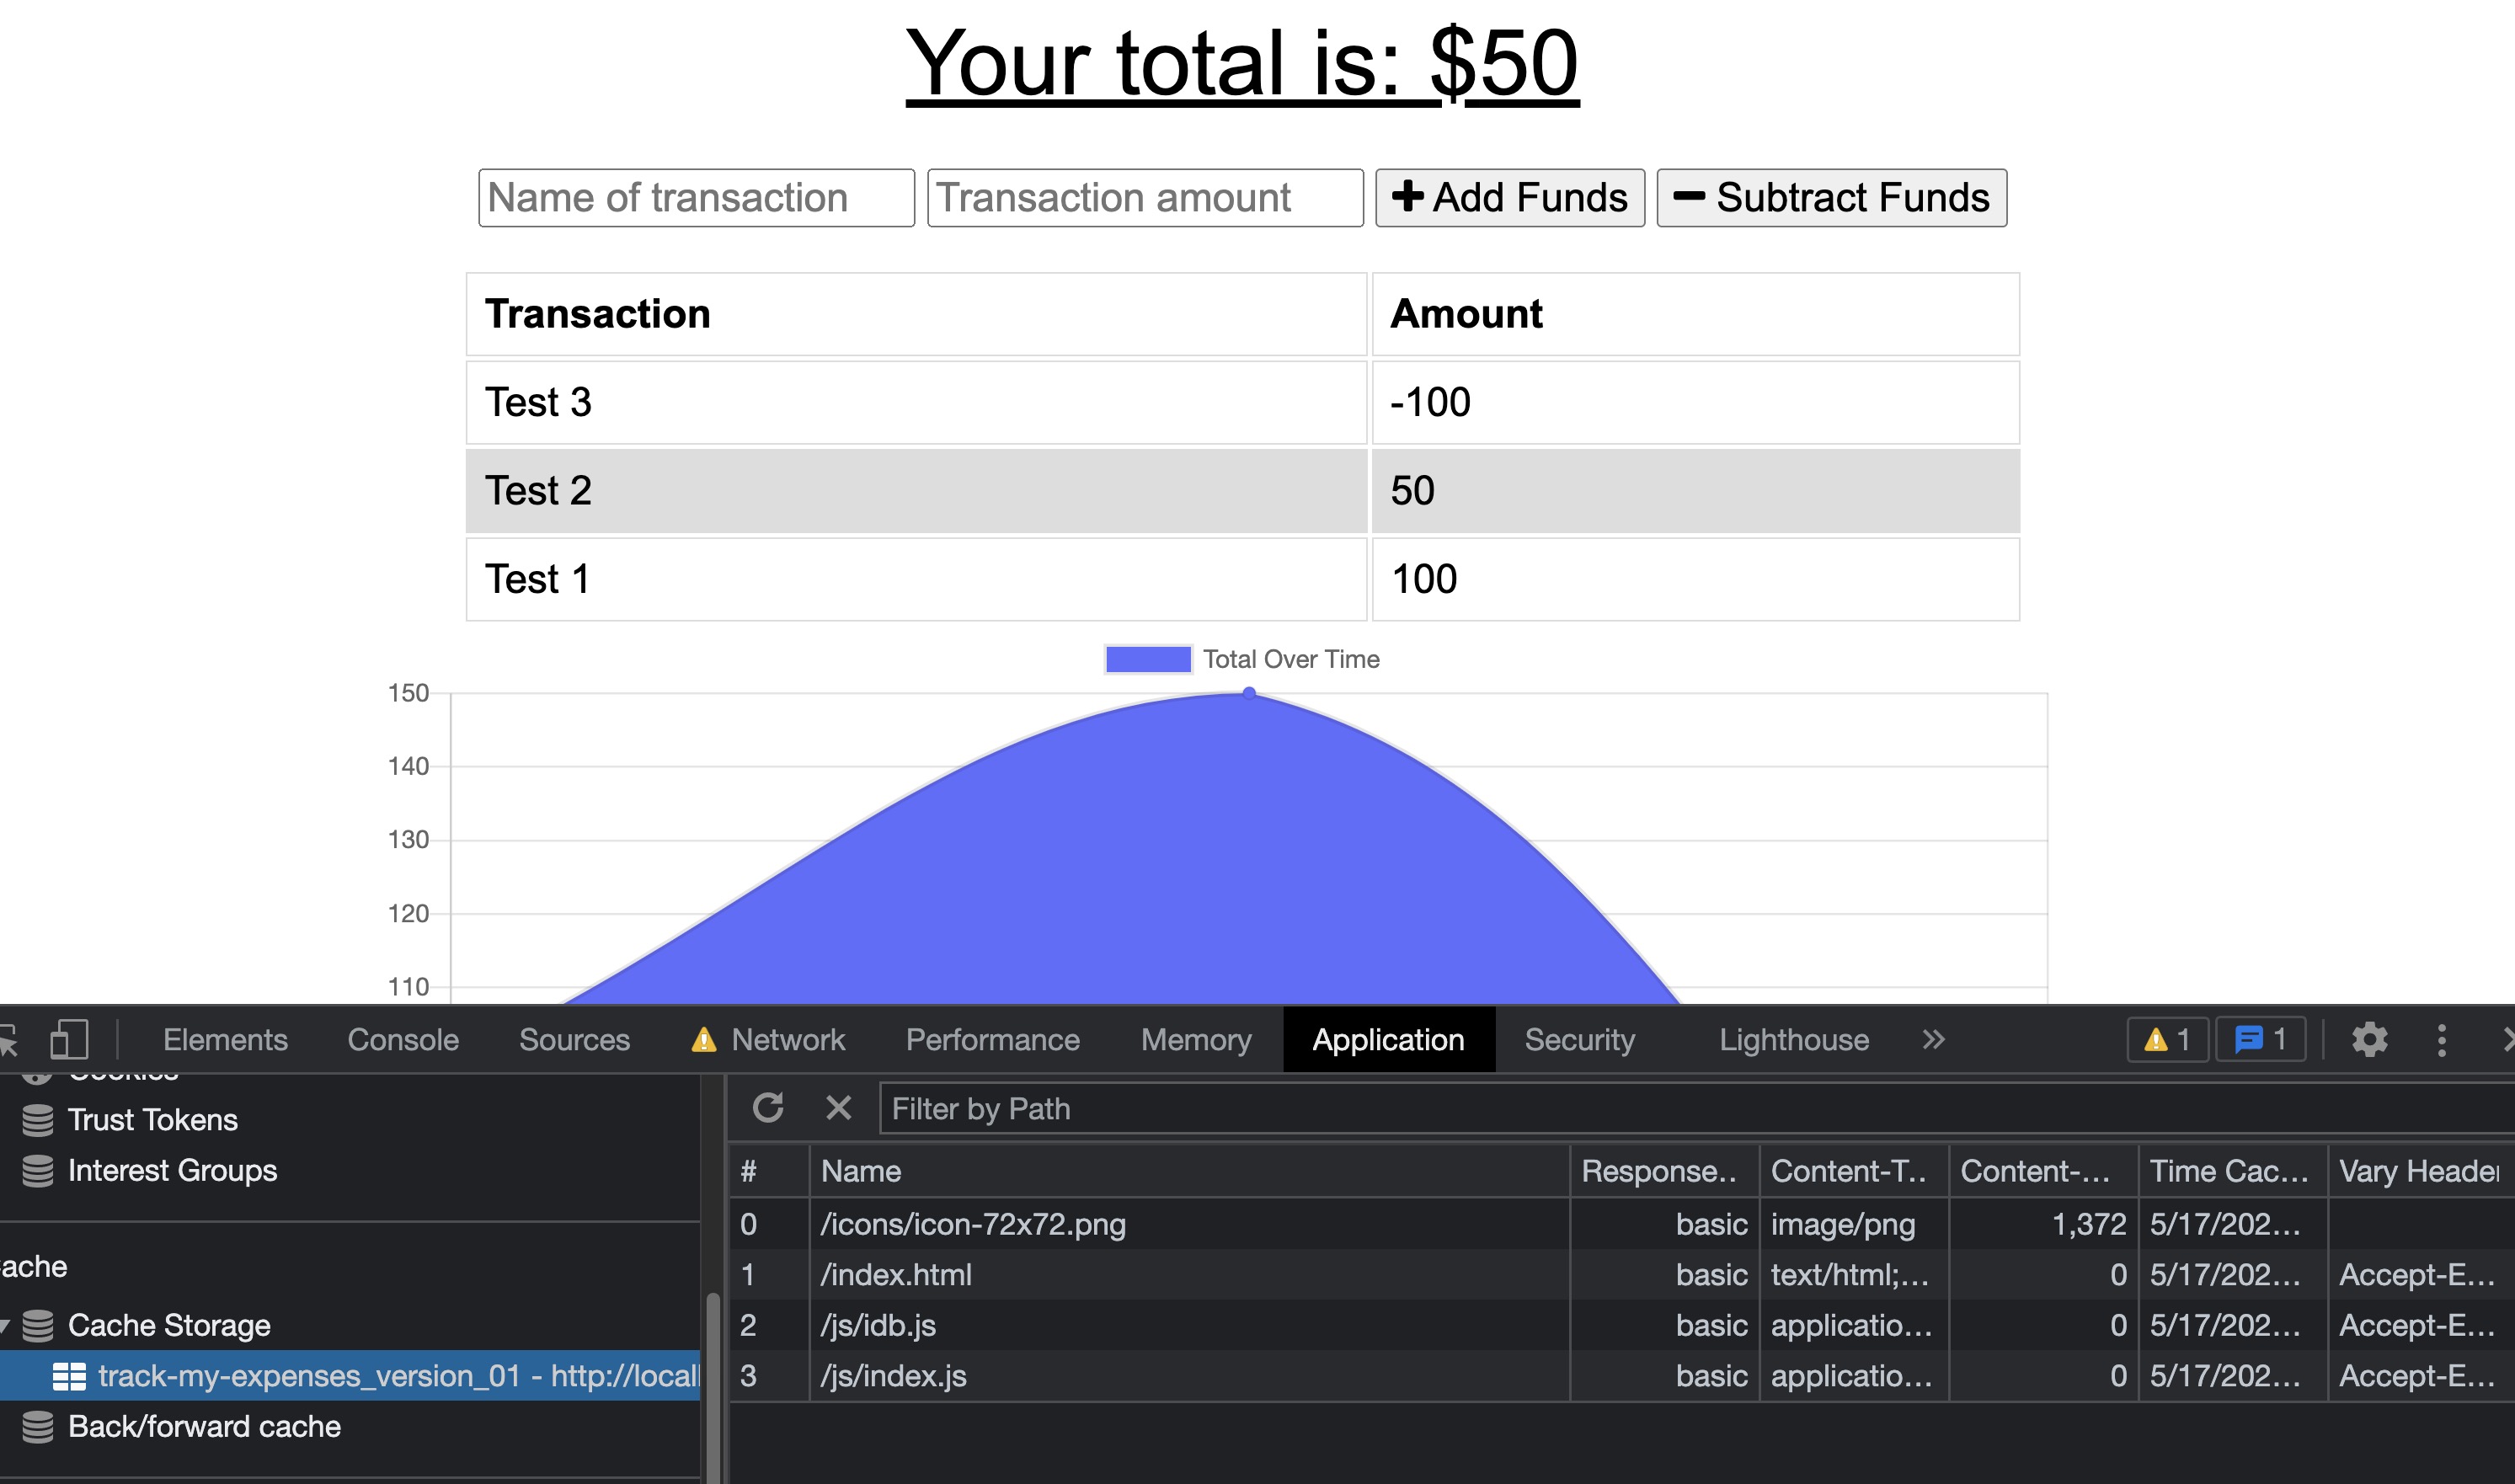 Your total is: $50
Name of transaction Transaction amount Add Funds Subtract Funds
Transaction Amount
Test 3 -100
Test 2 50
Test 1 100
Total Over Time
150
140
130
120
110
Elements Console Sources Network Performance Memory Application Security Lighthouse 1 1
Cookies
Trust Tokens
Interest Groups
ache
Cache Storage
track-my-expenses_version_01 - http://local
Back/forward cache
Filter by Path
# Name Response.. Content-T.. Content-... Time Cac... Vary Header
0 /icons/icon-72x72.png basic image/png 1,372 5/17/202...
1 /index.html basic text/html;... 0 5/17/202... Accept-E...
2 /js/idb.js basic applicatio... 0 5/17/202... Accept-E...
3 /js/index.js basic applicatio... 0 5/17/202... Accept-E...